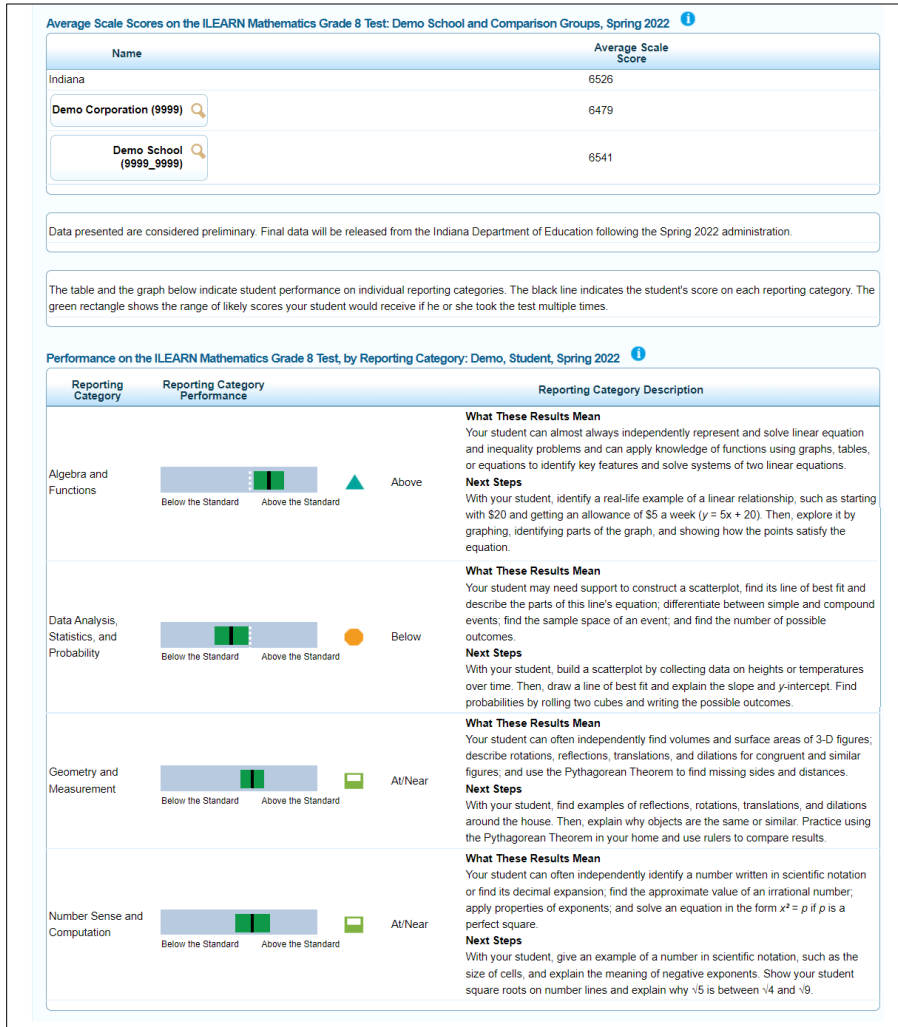 Average Scale Scores on the ILEARN Mathematics Grade 8 Test: Demo School and Comparison Groups, Spring 2022
Name
Average Scale
Score
Indiana
6526
Demo Corporation (9999)
6479
Demo School
(9999_9999)
6541
Data presented are considered preliminary. Final data will be released from the Indiana Department of Education following the Spring 2022 administration.
The table and the graph below indicate student performance on individual reporting categories. The black line indicates the student's score on each reporting category. The
green rectangle shows the range of likely scores your student would receive if he or she took the test multiple times.
Performance on the ILEARN Mathematics Grade 8 Test, by Reporting Category: Demo, Student, Spring 2022
Reporting
Category
Reporting Category
Performance
Reporting Category Description
Algebra and
Functions
Below the Standard
Above the Standard
Above
What These Results Mean
Your student can almost always independently represent and solve linear equation
and inequality problems and can apply knowledge of functions using graphs, tables,
or equations to identify key features and solve systems of two linear equations.
Next Steps
With your student, identify a real-life example of a linear relationship, such as starting
with $20 and getting an allowance of $5 a week (y = 5x + 20). Then, explore it by
graphing, identifying parts of the graph, and showing how the points satisfy the
equation.
Data Analysis,
Statistics, and
Probability
Below the Standard
Above the Standard
Below
What These Results Mean
Your student may need support to construct a scatterplot, find its line of best fit and
describe the parts of this line's equation; differentiate between simple and compound
events; find the sample space of an event; and find the number of possible
outcomes.
Next Steps
With your student, build a scatterplot by collecting data on heights or temperatures
over time. Then, draw a line of best fit and explain the slope and y-intercept. Find
probabilities by rolling two cubes and writing the possible outcomes.
Geometry and
Measurement
Below the Standard
Above the Standard
At/Near
What These Results Mean
Your student can often independently find volumes and surface areas of 3-D figures;
describe rotations, reflections, translations, and dilations for congruent and similar
figures; and use the Pythagorean Theorem to find missing sides and distances.
Next Steps
With your student, find examples of reflections, rotations, translations, and dilations
around the house. Then, explain why objects are the same or similar. Practice using
the Pythagorean Theorem in your home and use rulers to compare results.
Number Sense and
Computation
Below the Standard
Above the Standard
At/Near
What These Results Mean
Your student can often independently identify a number written in scientific notation
or find its decimal expansion; find the approximate value of an irrational number;
apply properties of exponents; and solve an equation in the form x² = p if p is a
perfect square.
Next Steps
With your student, give an example of a number in scientific notation, such as the
size of cells, and explain the meaning of negative exponents. Show your student
square roots on number lines and explain why √5 is between √4 and √9.